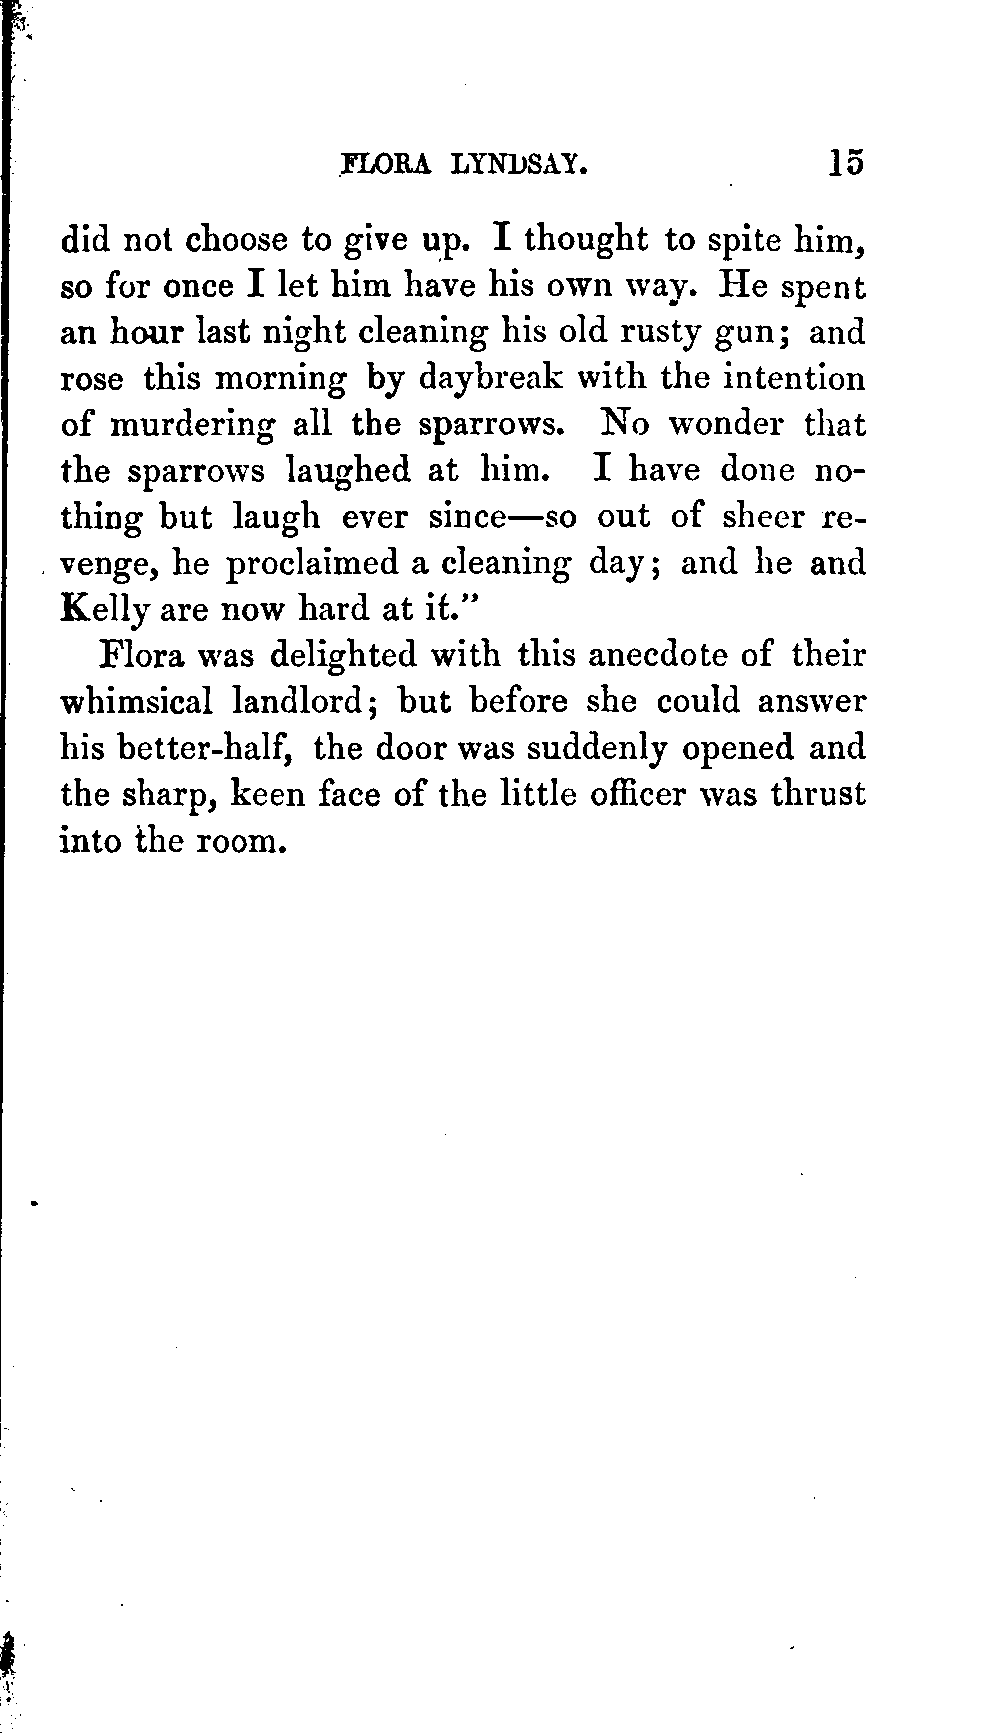 FLORA LYNDSAY. 15
did not choose to give up. I thought to spite him,
so for once I let him have his own way. He spent
an hour last night cleaning his old rusty gun; and
rose this morning by daybreak with the intention
of murdering all the sparrows. No wonder that
the sparrows laughed at him. I have done no-
thing but laugh ever since—so out of sheer re-
venge, he proclaimed a cleaning day; and he and
Kelly are now hard at it."
Flora was delighted with this anecdote of their
whimsical landlord; but before she could answer
his better-half, the door was suddenly opened and
the sharp, keen face of the little officer was thrust
into the room.